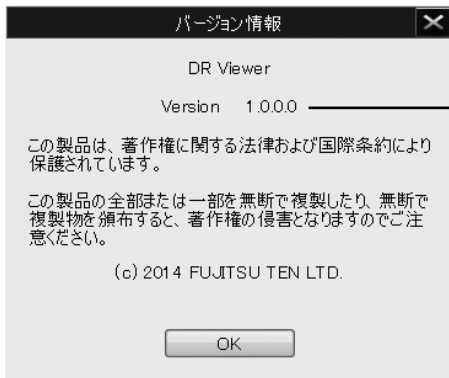 バージョン情報
DR Viewer
Version 1.0.0.0
この製品は、著作権に関する法律および国際条約により
保護されています。
この製品の全部または一部を無断で複製したり、無断で
複製物を頒布すると、著作権の侵害となりますのでご注
意ください。
(c) 2014 FUJITSU TEN LTD.
OK